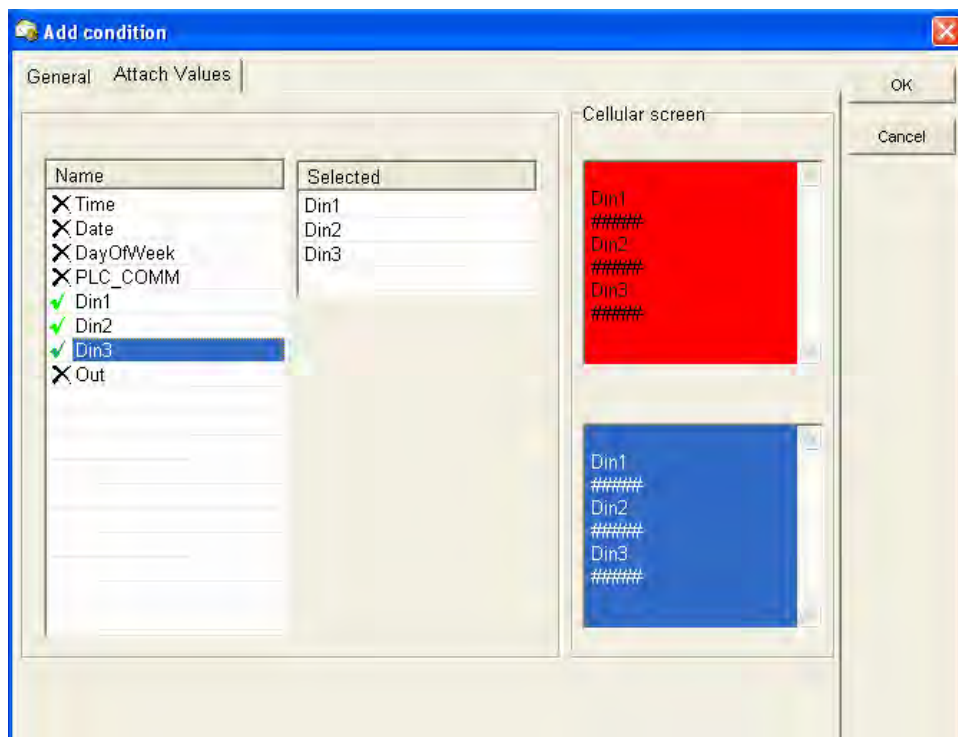 Add condition
General
Attach Values
OK
Cancel
Name
Time
Date
DayOfWeek
PLC_COMM
Din1
Din2
Din3
Out
Selected
Din1
Din2
Din3
Cellular screen
Din1
#####
Din2
#####
Din3
#####
Din1
#####
Din2
#####
Din3
#####